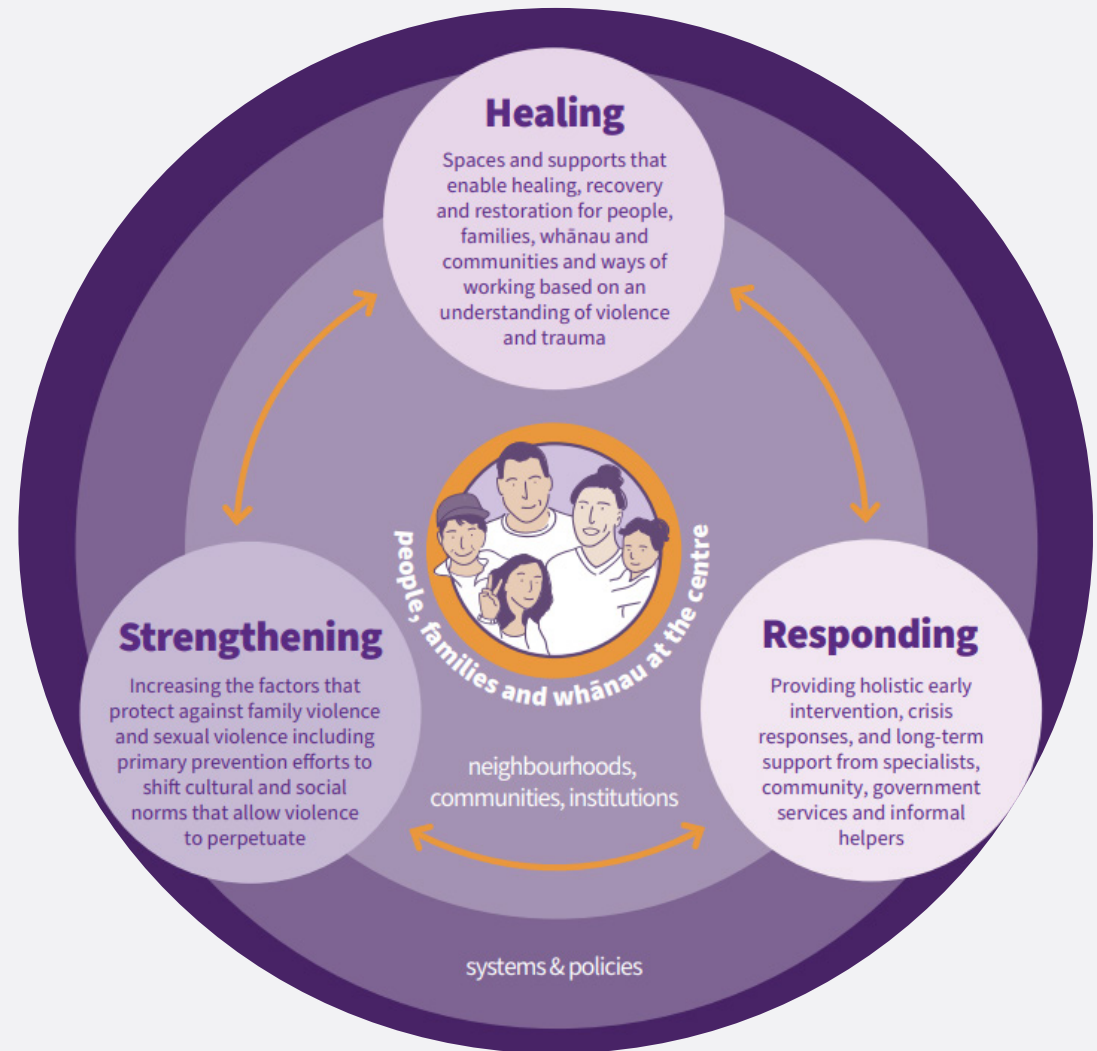 Healing
Spaces and supports that
enable healing, recovery
and restoration for people,
families, whānau and
communities and ways of
working based on an
understanding of violence
and trauma
people, families and whānau at the centre
Strengthening
Increasing the factors that
protect against family violence
and sexual violence including
primary prevention efforts to
shift cultural and social
norms that allow violence
to perpetuate
Responding
Providing holistic early
intervention, crisis
responses, and long-term
support from specialists,
community, government
services and informal
helpers
neighbourhoods,
communities, institutions
systems & policies